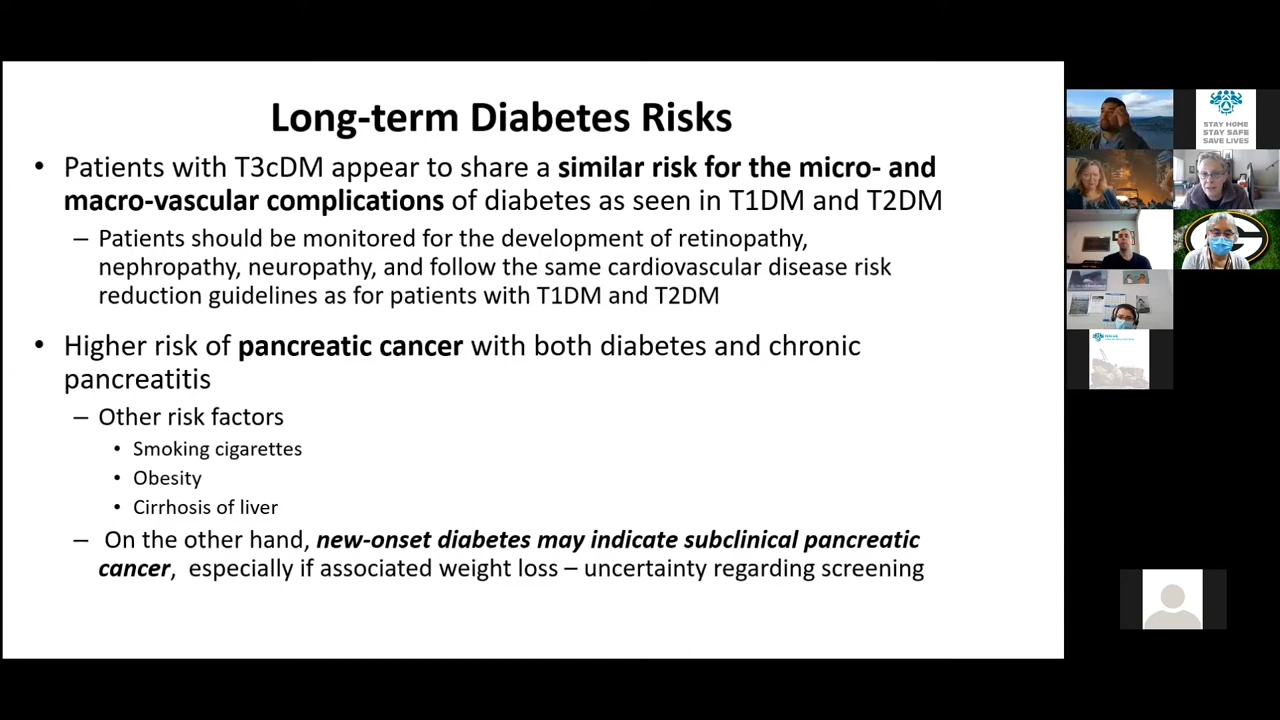 Long-term Diabetes Risks
• Patients with T3cDM appear to share a similar risk for the micro- and
macro-vascular complications of diabetes as seen in T1DM and T2DM
– Patients should be monitored for the development of retinopathy,
nephropathy, neuropathy, and follow the same cardiovascular disease risk
reduction guidelines as for patients with T1DM and T2DM
• Higher risk of pancreatic cancer with both diabetes and chronic
pancreatitis
– Other risk factors
• Smoking cigarettes
• Obesity
• Cirrhosis of liver
– On the other hand, new-onset diabetes may indicate subclinical pancreatic
cancer, especially if associated weight loss – uncertainty regarding screening
STAY HOME
STAY SAFE
SAVE LIVES
G